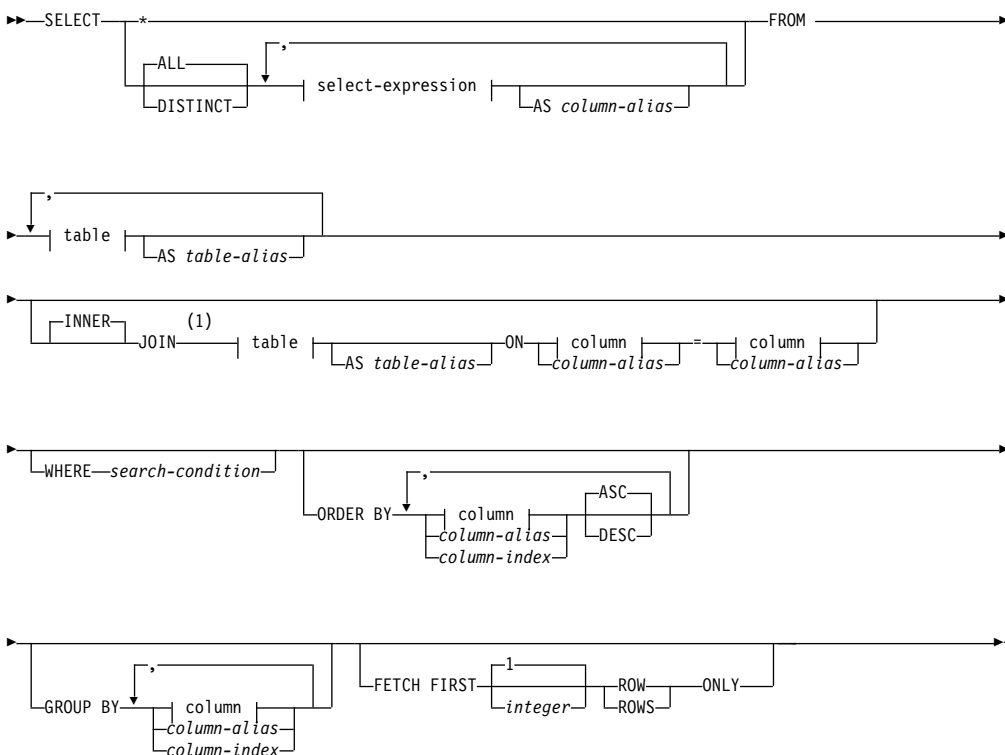 SELECT * FROM
,
ALL
select-expression
DISTINCT AS column-alias
,
table
AS table-alias
INNER (1)
JOIN table ON column = column
AS table-alias column-alias column-alias
WHERE search-condition ,
ORDER BY column ASC
column-alias DESC
column-index
, 1
FETCH FIRST ROW ONLY
GROUP BY column integer ROWS
column-alias
column-index